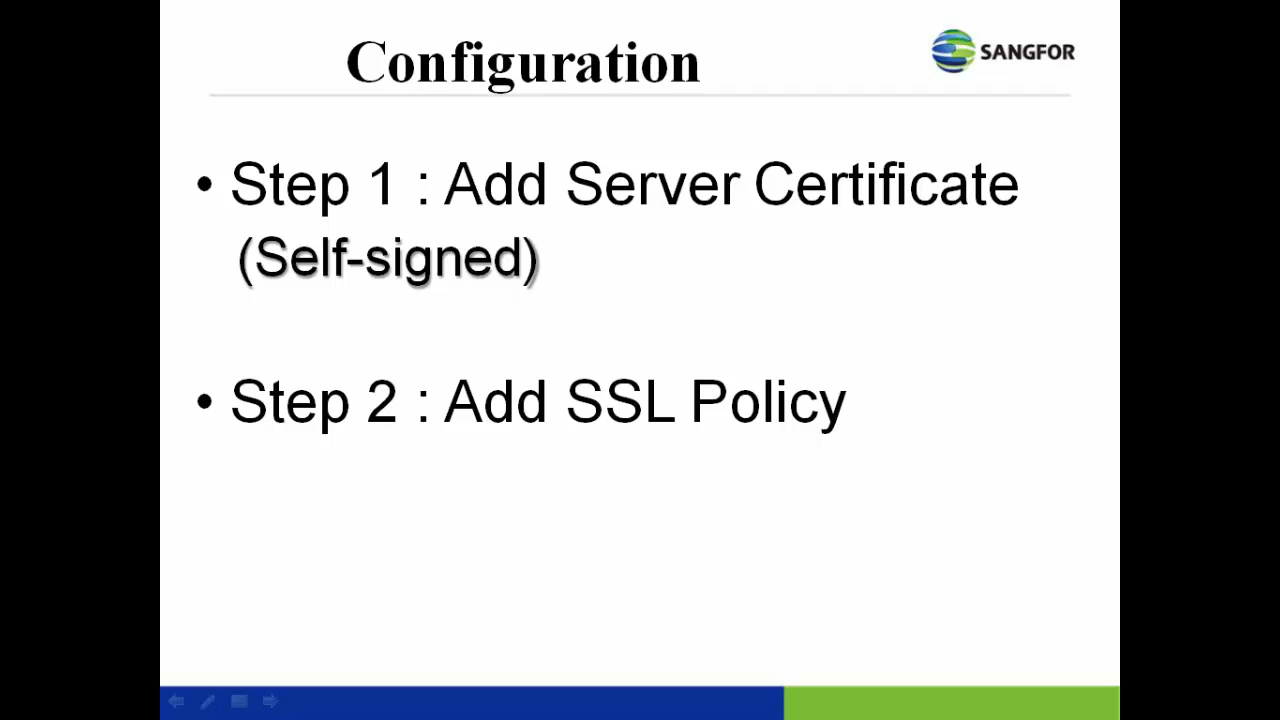 Configuration
SANGFOR
• Step 1 : Add Server Certificate
(Self-signed)
• Step 2 : Add SSL Policy